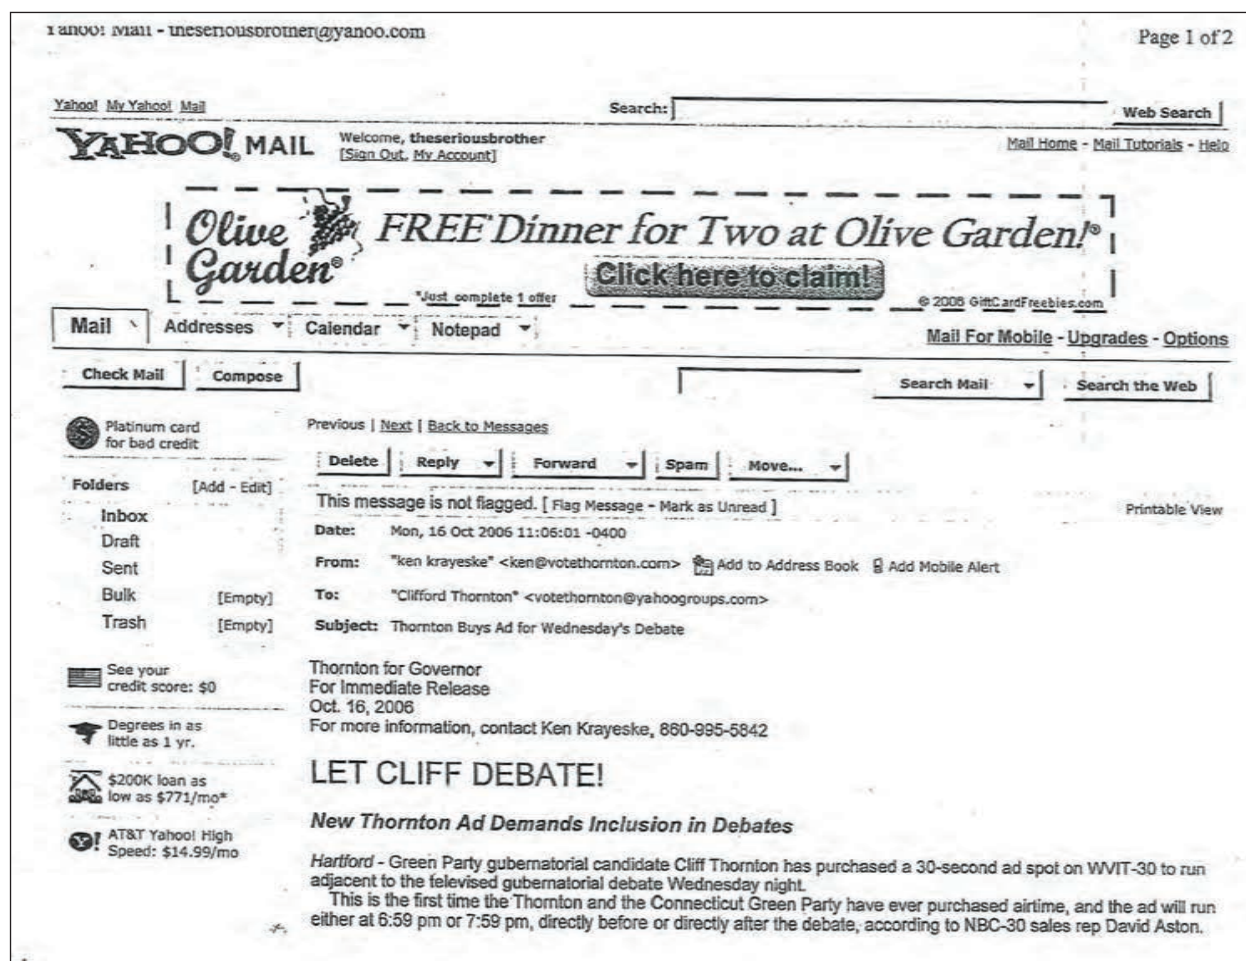 Yahoo! Mail - theseriousbrother@yahoo.com
Page 1 of 2
Yahoo! My Yahoo! Mail
Search:
Web Search
YAHOO! MAIL
Welcome, theseriousbrother
[Sign Out, My Account]
Mail Home - Mail Tutorials - Help
Olive Garden®
FREE* Dinner for Two at Olive Garden!®
Click here to claim!
*Just complete 1 offer
© 2006 GiftCardFreebies.com
Mail
Addresses
Calendar
Notepad
Mail For Mobile - Upgrades - Options
Check Mail
Compose
Search Mail
Search the Web
Platinum card
for bad credit
Folders [Add - Edit]
Inbox
Draft
Sent
Bulk [Empty]
Trash [Empty]
See your
credit score: $0
Degrees in as
little as 1 yr.
$200K loan as
low as $771/mo*
AT&T Yahoo! High
Speed: $14.99/mo
Previous | Next | Back to Messages
Delete
Reply
Forward
Spam
Move...
This message is not flagged. [ Flag Message - Mark as Unread ]
Printable View
Date: Mon, 16 Oct 2006 11:06:01 -0400
From: "ken krayeske" <ken@votethornton.com> Add to Address Book Add Mobile Alert
To: "Clifford Thornton" <votethornton@yahoogroups.com>
Subject: Thornton Buys Ad for Wednesday's Debate
Thornton for Governor
For Immediate Release
Oct. 16, 2006
For more information, contact Ken Krayeske, 860-995-5842
LET CLIFF DEBATE!
New Thornton Ad Demands Inclusion in Debates
Hartford - Green Party gubernatorial candidate Cliff Thornton has purchased a 30-second ad spot on WVIT-30 to run
adjacent to the televised gubernatorial debate Wednesday night.
This is the first time the Thornton and the Connecticut Green Party have ever purchased airtime, and the ad will run
either at 6:59 pm or 7:59 pm, directly before or directly after the debate, according to NBC-30 sales rep David Aston.